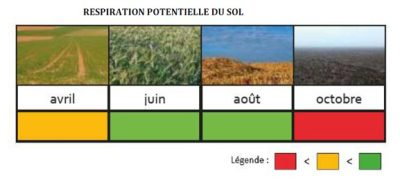 RESPIRATION POTENTIELLE DU SOL
avril juin août octobre
Légende : < <